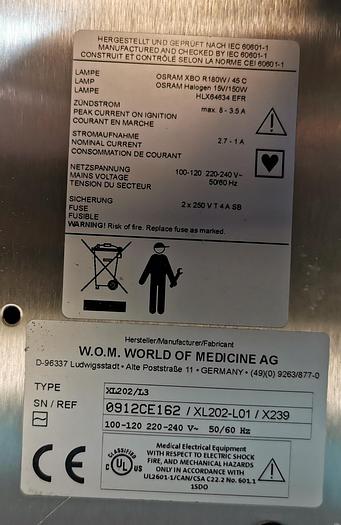 HERGESTELLT UND GEPRÜFT NACH IEC 60601-1
MANUFACTURED AND CHECKED BY IEC 60601-1
CONSTRUIT ET CONTRÔLÉ SELON LA NORME CEI 60601-1
LAMPE OSRAM XBO R180W/ 45 C
LAMP OSRAM Halogen 15V/150W
LAMPE HLX64634 EFR
ZÜNDSTROM max. 8 - 3.5 A
PEAK CURRENT ON IGNITION
COURANT EN MARCHE
STROMAUFNAHME 2.7 - 1 A
NOMINAL CURRENT
CONSOMMATION DE COURANT
NETZSPANNUNG 100-120 220-240 V~
MAINS VOLTAGE 50/60 Hz
TENSION DU SECTEUR
SICHERUNG 2 x 250 V T 4 A SB
FUSE
FUSIBLE
WARNING! Risk of fire. Replace fuse as marked.
Hersteller/Manufacturer/Fabricant
W.O.M. WORLD OF MEDICINE AG
D-96337 Ludwigsstadt • Alte Poststraße 11 • GERMANY • (49)(0) 9263/877-0
TYPE XL202/L3
SN / REF 0912CE162 / XL202-L01 / X239
100-120 220-240 V~ 50/60 Hz
CE
CLASSIFIED
C UL US
Medical Electrical Equipment
WITH RESPECT TO ELECTRIC SHOCK
FIRE, AND MECHANICAL HAZARDS
ONLY IN ACCORDANCE WITH
UL2601-1/CAN/CSA C22.2 No. 601.1
15DO